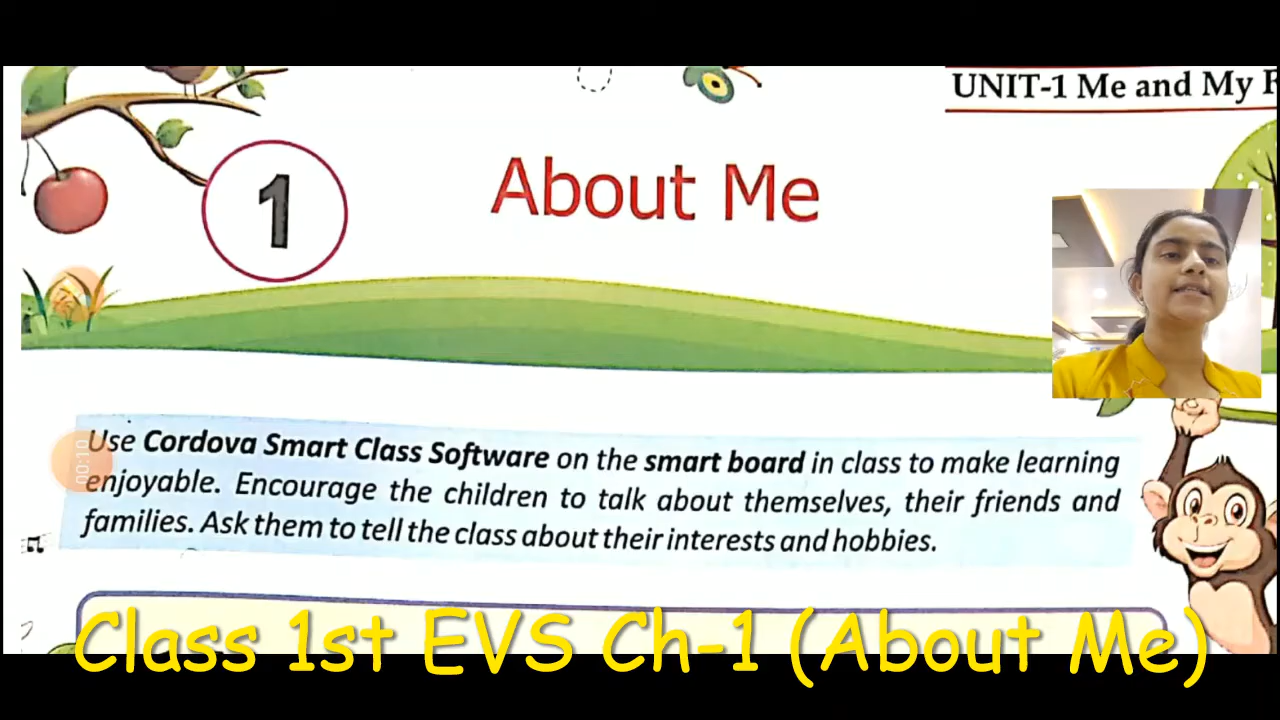 UNIT-1 Me and My
1
About Me
Use Cordova Smart Class Software on the smart board in class to make learning
enjoyable. Encourage the children to talk about themselves, their friends and
families. Ask them to tell the class about their interests and hobbies.
00:10
Class 1st EVS Ch-1 (About Me)